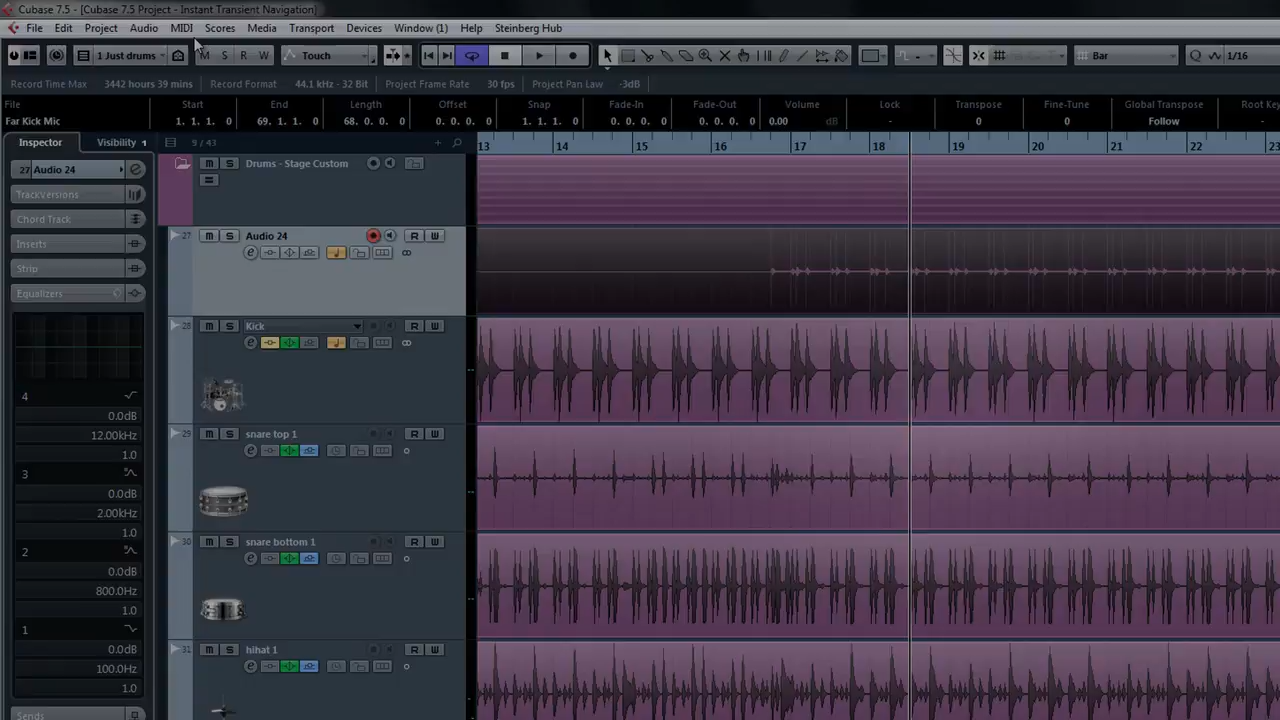 Cubase 7.5 - [Cubase 7.5 Project - Instant Transient Navigation]
File Edit Project Audio MIDI Scores Media Transport Devices Window (1) Help Steinberg Hub
1 Just drums M S R W Touch Bar 1/16
Record Time Max 3442 hours 39 mins Record Format 44.1 kHz - 32 Bit Project Frame Rate 30 fps Project Pan Law -3dB
File Start End Length Offset Snap Fade-In Fade-Out Volume Lock Transpose Fine-Tune Global Transpose Root Ke
Far Kick Mic 1. 1. 1. 0 69. 1. 1. 0 68. 0. 0. 0 0. 0. 0. 0 1. 1. 1. 0 0. 0. 0. 0 0. 0. 0. 0 0.00 dB - 0 0 Follow -
Inspector Visibility 1 9 / 43 13 14 15 16 17 18 19 20 21 22 23
27 Audio 24
Trackversions
Chord Track
Inserts
Strip
Equalizers
4
0.0dB
12.00kHz
1.0
3
0.0dB
2.00kHz
1.0
2
0.0dB
800.0Hz
1.0
1
0.0dB
100.0Hz
1.0
Sends
M S Drums - Stage Custom
27 M S Audio 24 R W
e
28 M S Kick R W
e
29 M S snare top 1 R W
e
30 M S snare bottom 1 R W
e
31 M S hihat 1 R W
e